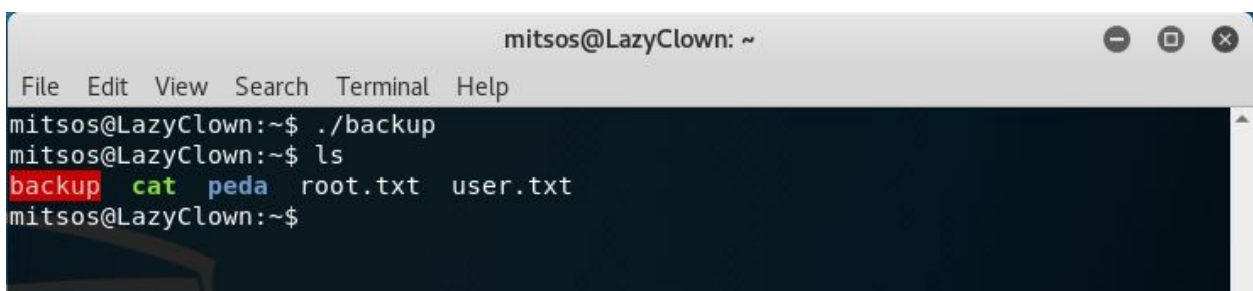 mitsos@LazyClown: ~
File Edit View Search Terminal Help
mitsos@LazyClown:~$ ./backup
mitsos@LazyClown:~$ ls
backup cat peda root.txt user.txt
mitsos@LazyClown:~$